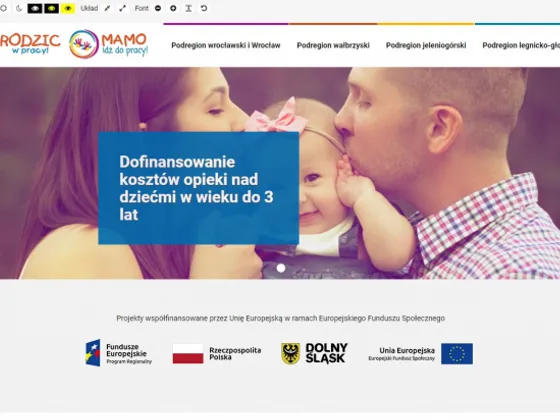 Układ
Font
RODZIC
w pracy!
MAMO
idź do pracy!
Podregion wrocławski i Wrocław
Podregion wałbrzyski
Podregion jeleniogórski
Podregion legnicko-gło
Dofinansowanie
kosztów opieki nad
dziećmi w wieku do 3
lat
Projekty współfinansowane przez Unię Europejską w ramach Europejskiego Funduszu Społecznego
Fundusze
Europejskie
Program Regionalny
Rzeczpospolita
Polska
DOLNY
ŚLĄSK
Unia Europejska
Europejski Fundusz Społeczny